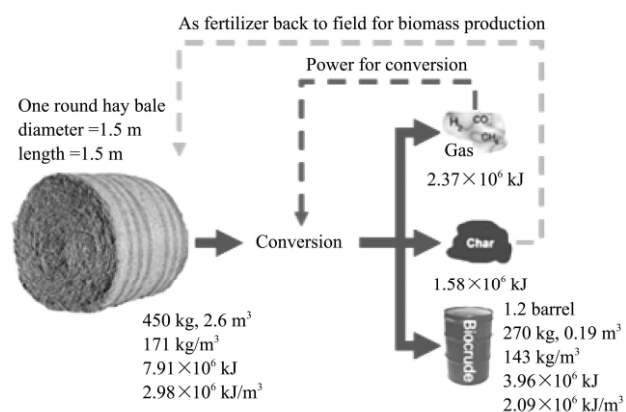 As fertilizer back to field for biomass production
Power for conversion
One round hay bale
diameter =1.5 m
length =1.5 m
H₂ CO
CH₄
Gas
2.37×10⁶ kJ
Conversion
Char
1.58×10⁶ kJ
450 kg, 2.6 m³
171 kg/m³
7.91×10⁶ kJ
2.98×10⁶ kJ/m³
Biocrude
1.2 barrel
270 kg, 0.19 m³
143 kg/m³
3.96×10⁶ kJ
2.09×10⁶ kJ/m³